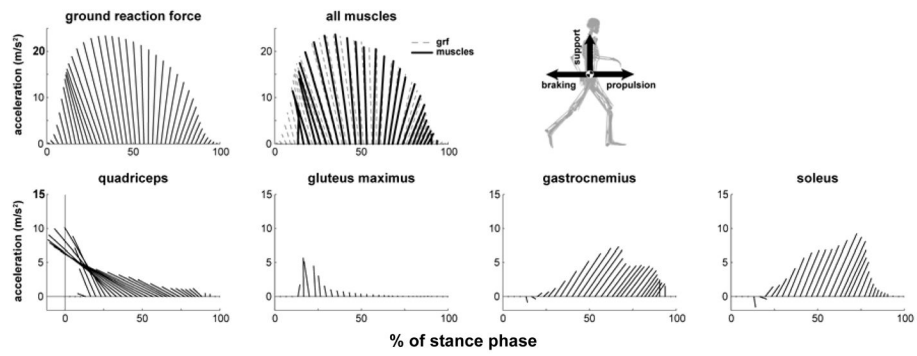 ground reaction force
all muscles
acceleration (m/s²)
20
10
0
0
50
100
20
10
0
0
50
100
grf
muscles
support
braking
propulsion
quadriceps
gluteus maximus
gastrocnemius
soleus
acceleration (m/s²)
15
10
5
0
0
50
100
15
10
5
0
0
50
100
15
10
5
0
0
50
100
15
10
5
0
0
50
100
% of stance phase